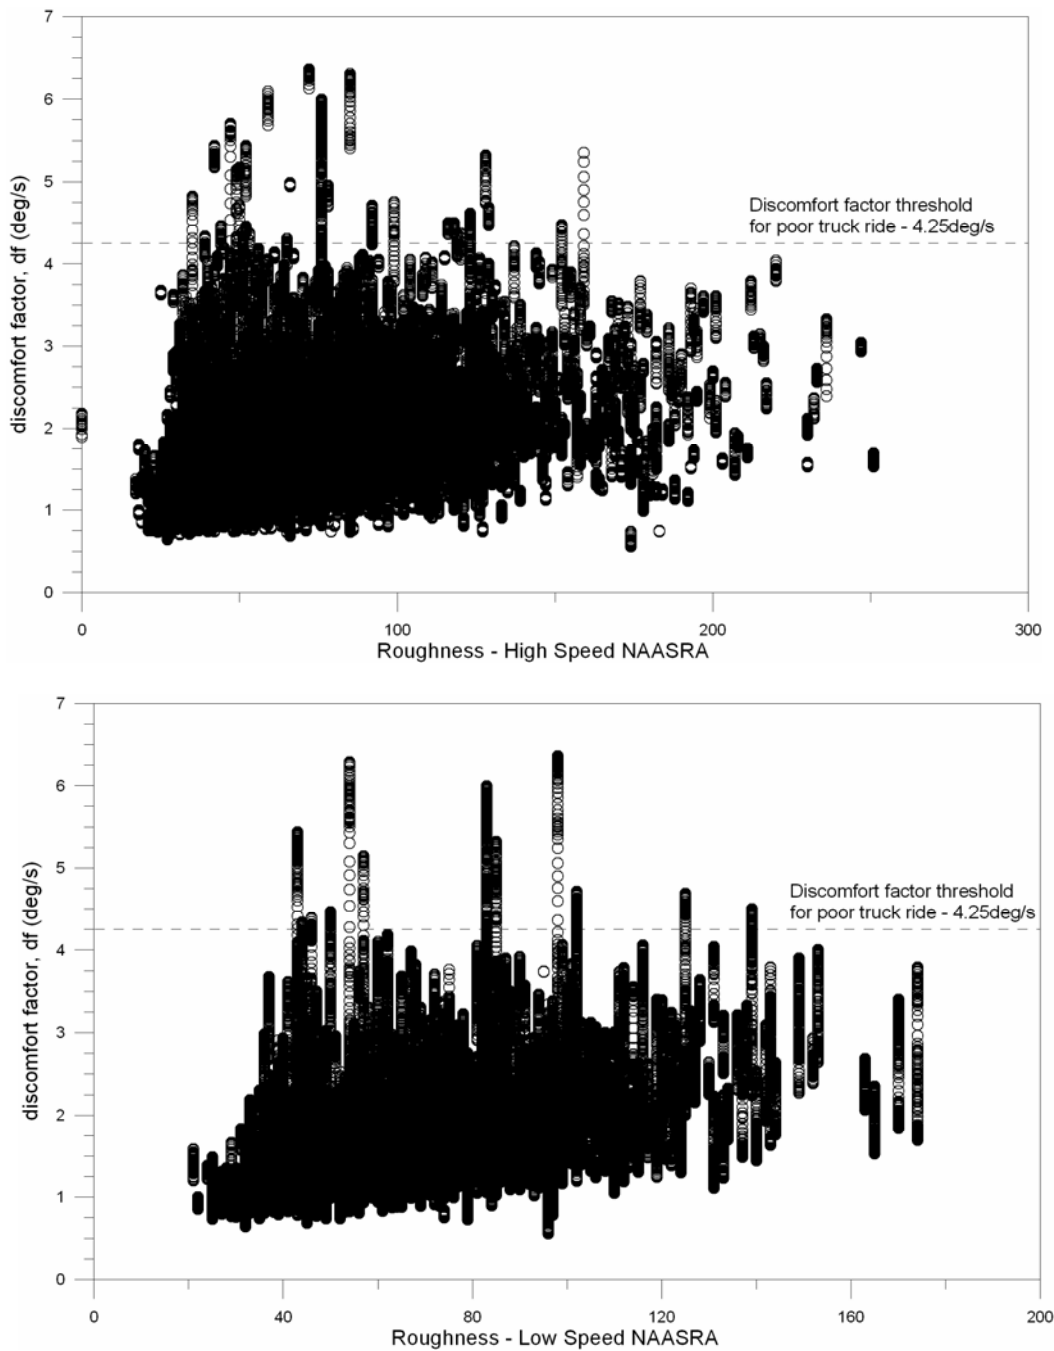 7
6
5
4
3
2
1
0
discomfort factor, df (deg/s)
Discomfort factor threshold
for poor truck ride - 4.25deg/s
0 100 200 300
Roughness - High Speed NAASRA
7
6
5
4
3
2
1
0
discomfort factor, df (deg/s)
Discomfort factor threshold
for poor truck ride - 4.25deg/s
0 40 80 120 160 200
Roughness - Low Speed NAASRA